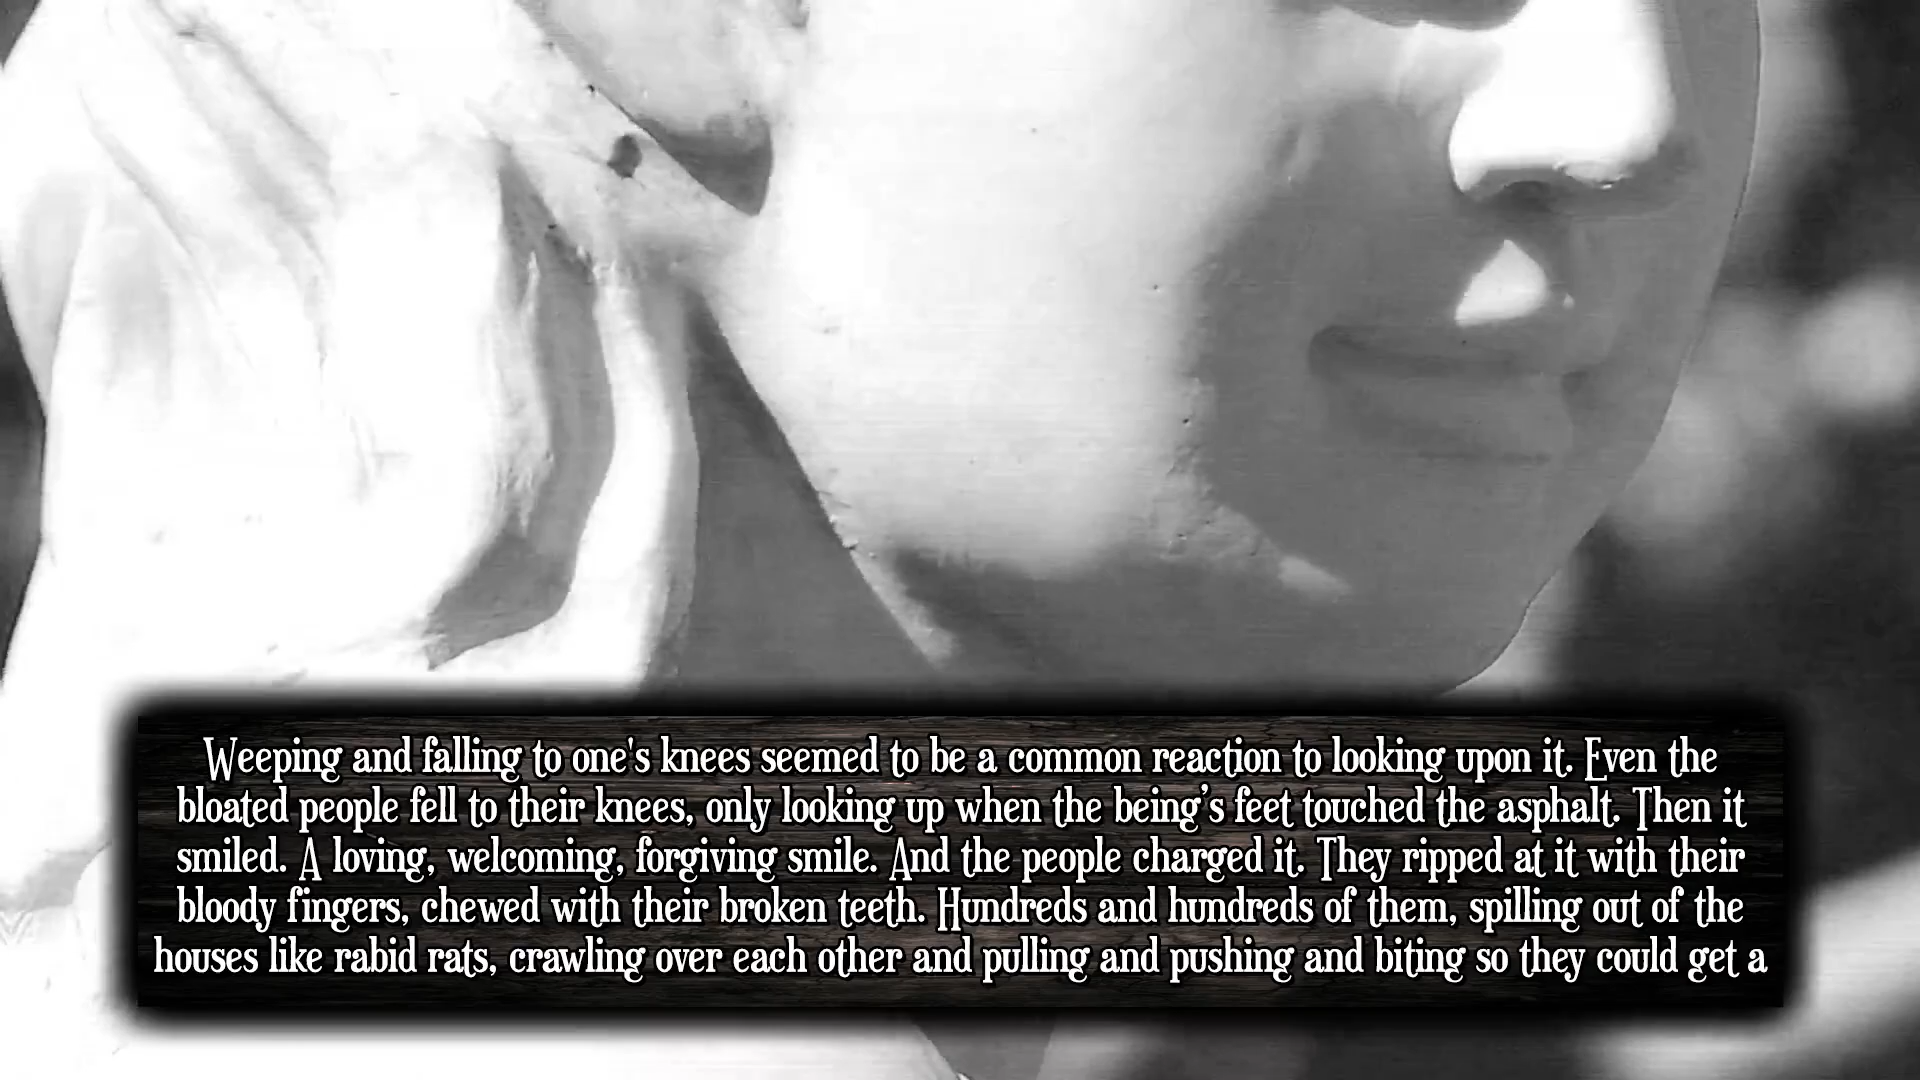 Weeping and falling to one's knees seemed to be a common reaction to looking upon it. Even the
bloated people fell to their knees, only looking up when the being’s feet touched the asphalt. Then it
smiled. A loving, welcoming, forgiving smile. And the people charged it. They ripped at it with their
bloody fingers, chewed with their broken teeth. Hundreds and hundreds of them, spilling out of the
houses like rabid rats, crawling over each other and pulling and pushing and biting so they could get a